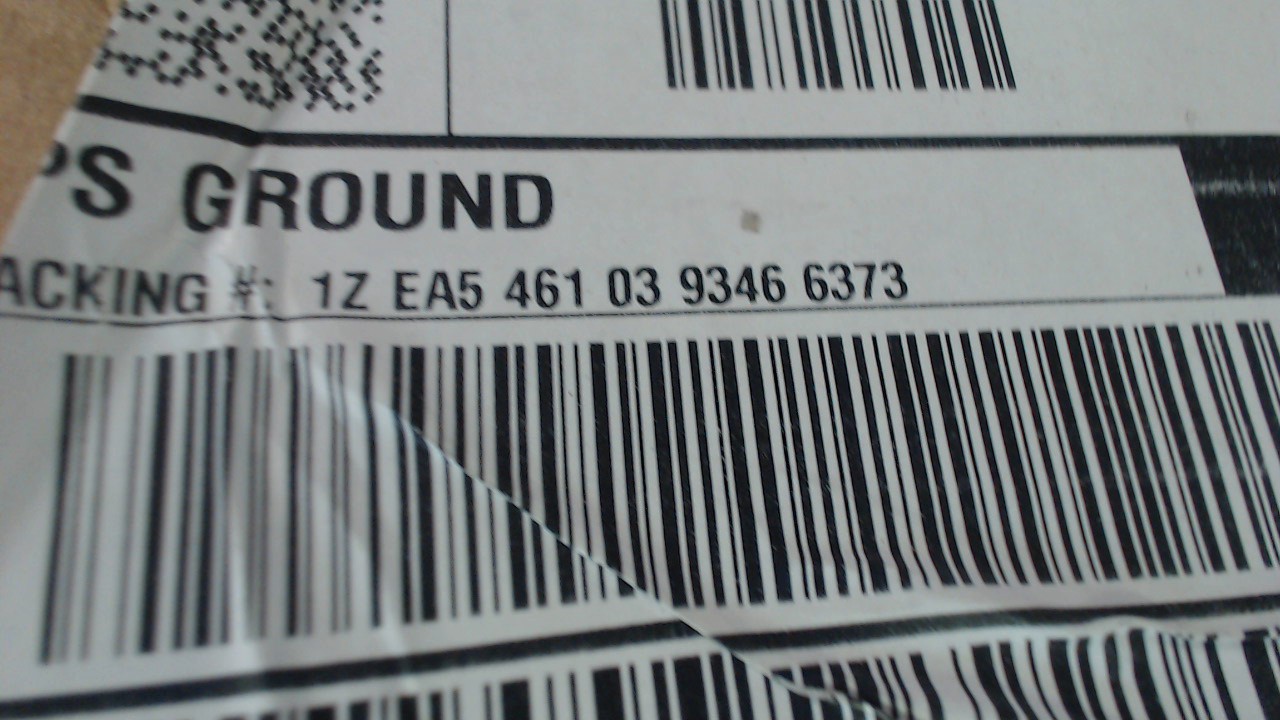 PS GROUND
ACKING #: 1Z EA5 461 03 9346 6373